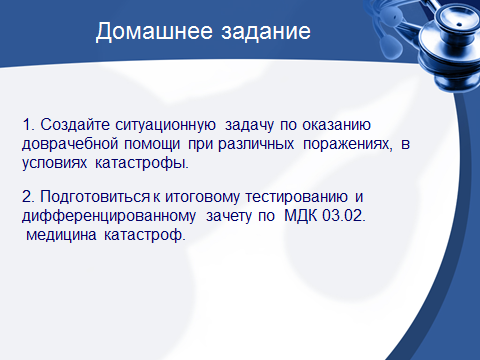 Домашнее задание
1. Создайте ситуационную задачу по оказанию
доврачебной помощи при различных поражениях, в
условиях катастрофы.
2. Подготовиться к итоговому тестированию и
дифференцированному зачету по МДК 03.02.
медицина катастроф.